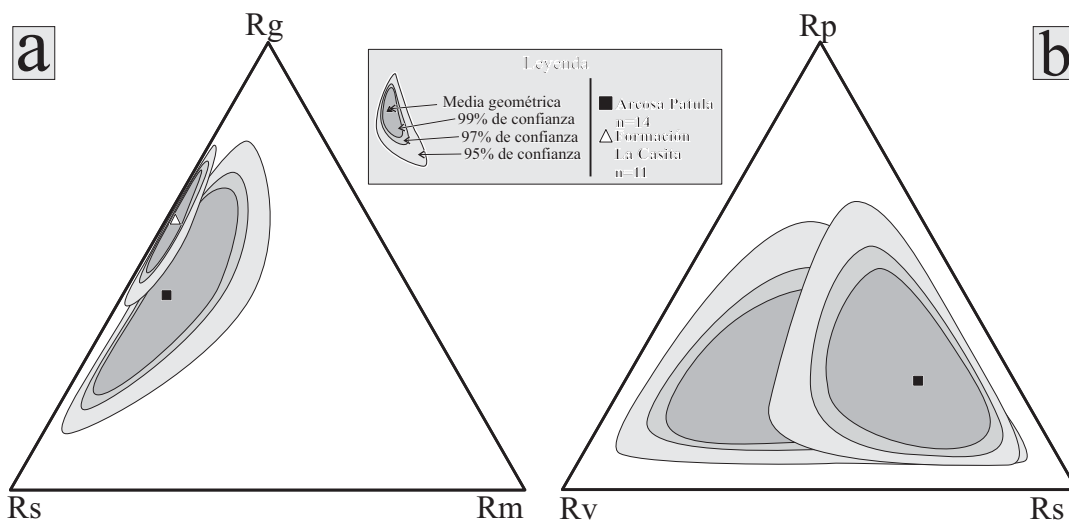 a
Rg
Rs
Rm
Leyenda
Media geométrica
99% de confianza
97% de confianza
95% de confianza
Arcosa Patula
n=14
Formación
La Casita
n=11
b
Rp
Rv
Rs